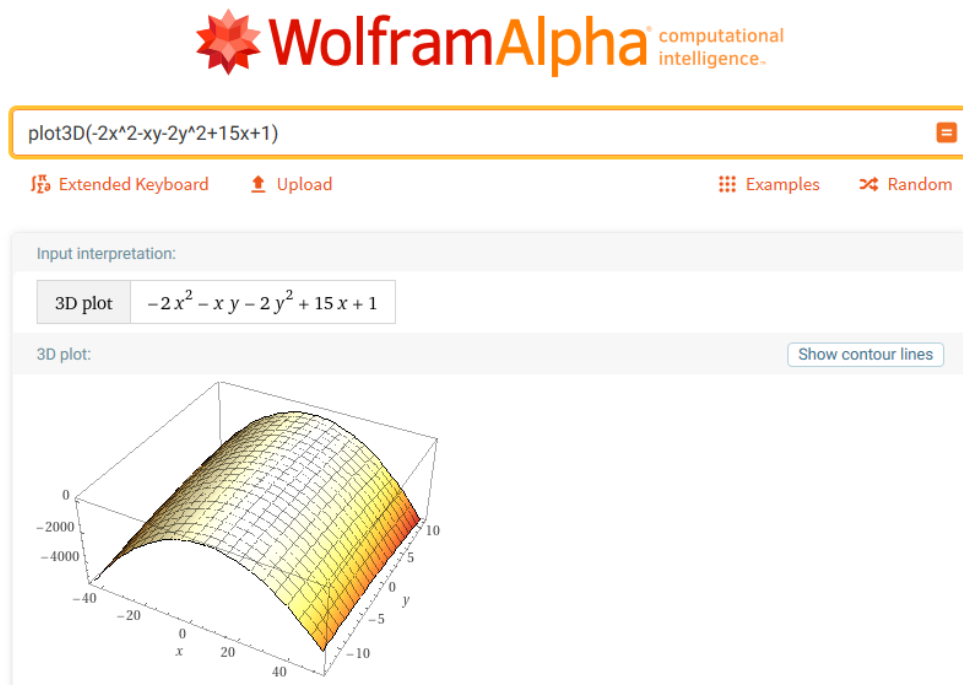 WolframAlpha computational intelligence™
plot3D(-2x^2-xy-2y^2+15x+1)
Extended Keyboard Upload Examples Random
Input interpretation:
3D plot −2 x² − x y − 2 y² + 15 x + 1
3D plot: Show contour lines
0
−2000
−4000
−40
−20
0
20
40
x
10
5
0
−5
−10
y